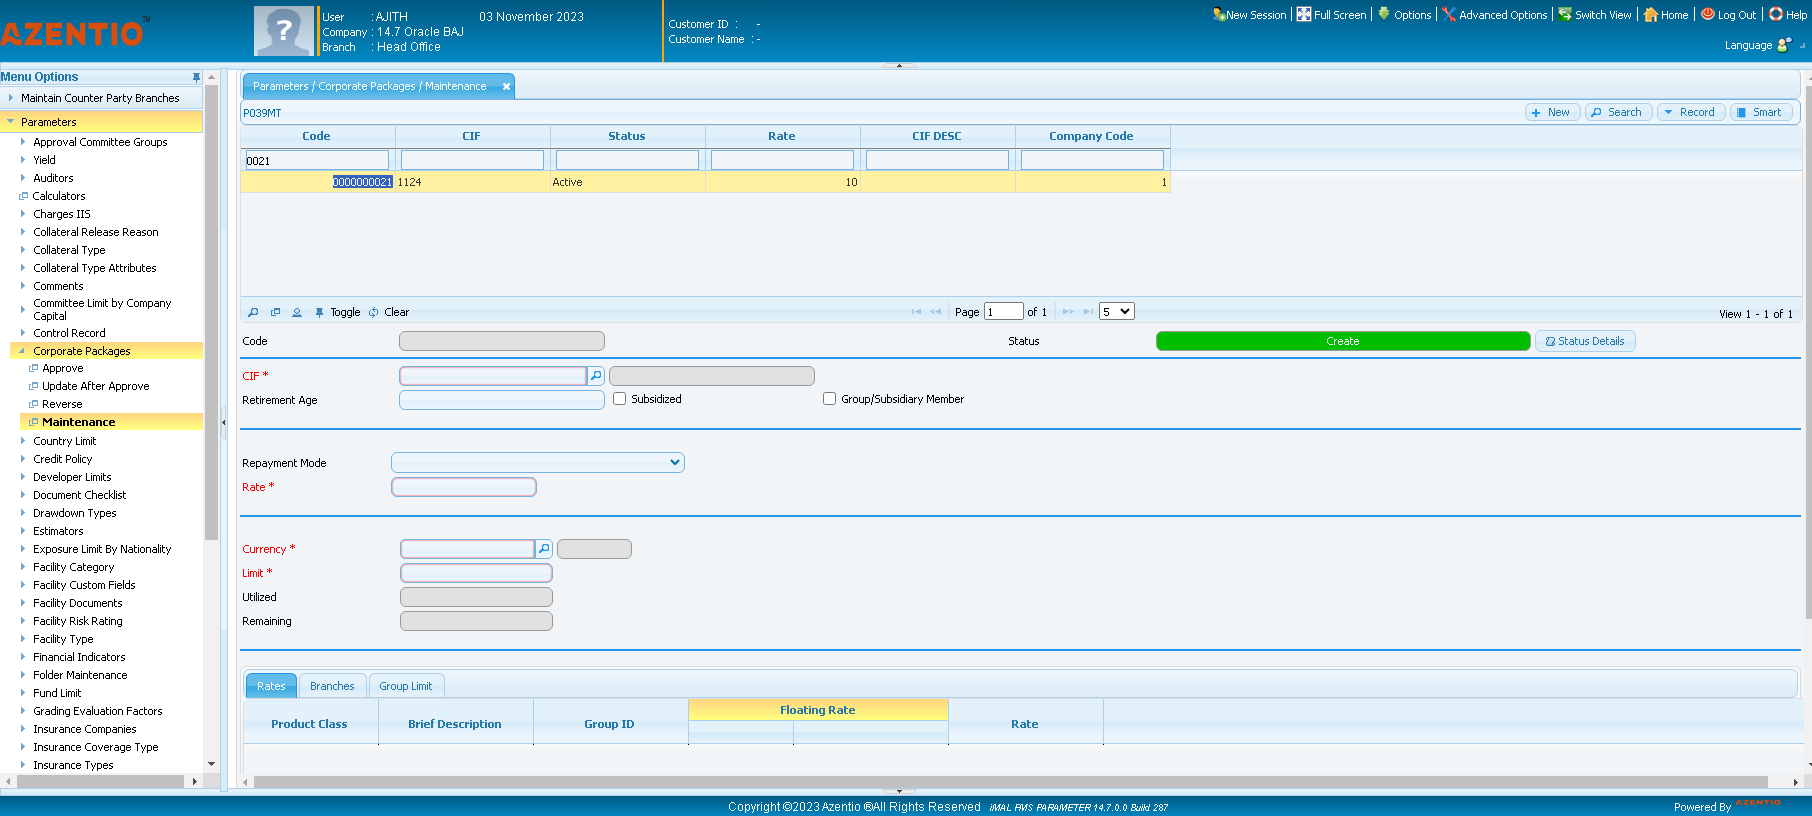 AZENTIO™
User : AJITH 03 November 2023
Company : 14.7 Oracle BAJ
Branch : Head Office
Customer ID : -
Customer Name : -
New Session Full Screen Options Advanced Options Switch View Home Log Out Help
Language
Menu Options
Maintain Counter Party Branches
Parameters
Approval Committee Groups
Yield
Auditors
Calculators
Charges IIS
Collateral Release Reason
Collateral Type
Collateral Type Attributes
Comments
Committee Limit by Company
Capital
Control Record
Corporate Packages
Approve
Update After Approve
Reverse
Maintenance
Country Limit
Credit Policy
Developer Limits
Document Checklist
Drawdown Types
Estimators
Exposure Limit By Nationality
Facility Category
Facility Custom Fields
Facility Documents
Facility Risk Rating
Facility Type
Financial Indicators
Folder Maintenance
Fund Limit
Grading Evaluation Factors
Insurance Companies
Insurance Coverage Type
Insurance Types
Parameters / Corporate Packages / Maintenance
P039MT
New Search Record Smart
Code CIF Status Rate CIF DESC Company Code
0021
0000000021 1124 Active 10 1
Toggle Clear Page 1 of 1 5 View 1 - 1 of 1
Code Status Create Status Details
CIF *
Retirement Age Subsidized Group/Subsidiary Member
Repayment Mode
Rate *
Currency *
Limit *
Utilized
Remaining
Rates Branches Group Limit
Product Class Brief Description Group ID Floating Rate Rate
Copyright ©2023 Azentio ®All Rights Reserved iMAL PMS PARAMETER 14.7.0.0 Build 287
Powered By AZENTIO